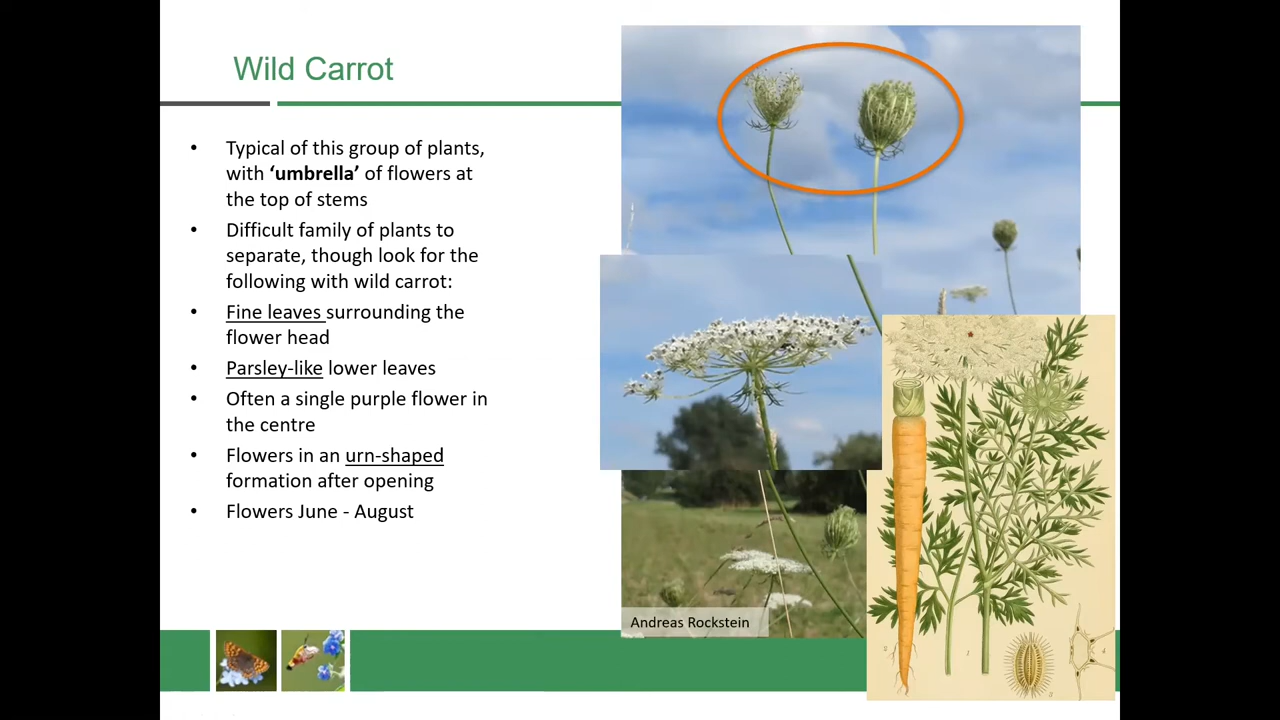 Wild Carrot
• Typical of this group of plants,
with ‘umbrella’ of flowers at
the top of stems
• Difficult family of plants to
separate, though look for the
following with wild carrot:
• Fine leaves surrounding the
flower head
• Parsley-like lower leaves
• Often a single purple flower in
the centre
• Flowers in an urn-shaped
formation after opening
• Flowers June - August
Andreas Rockstein